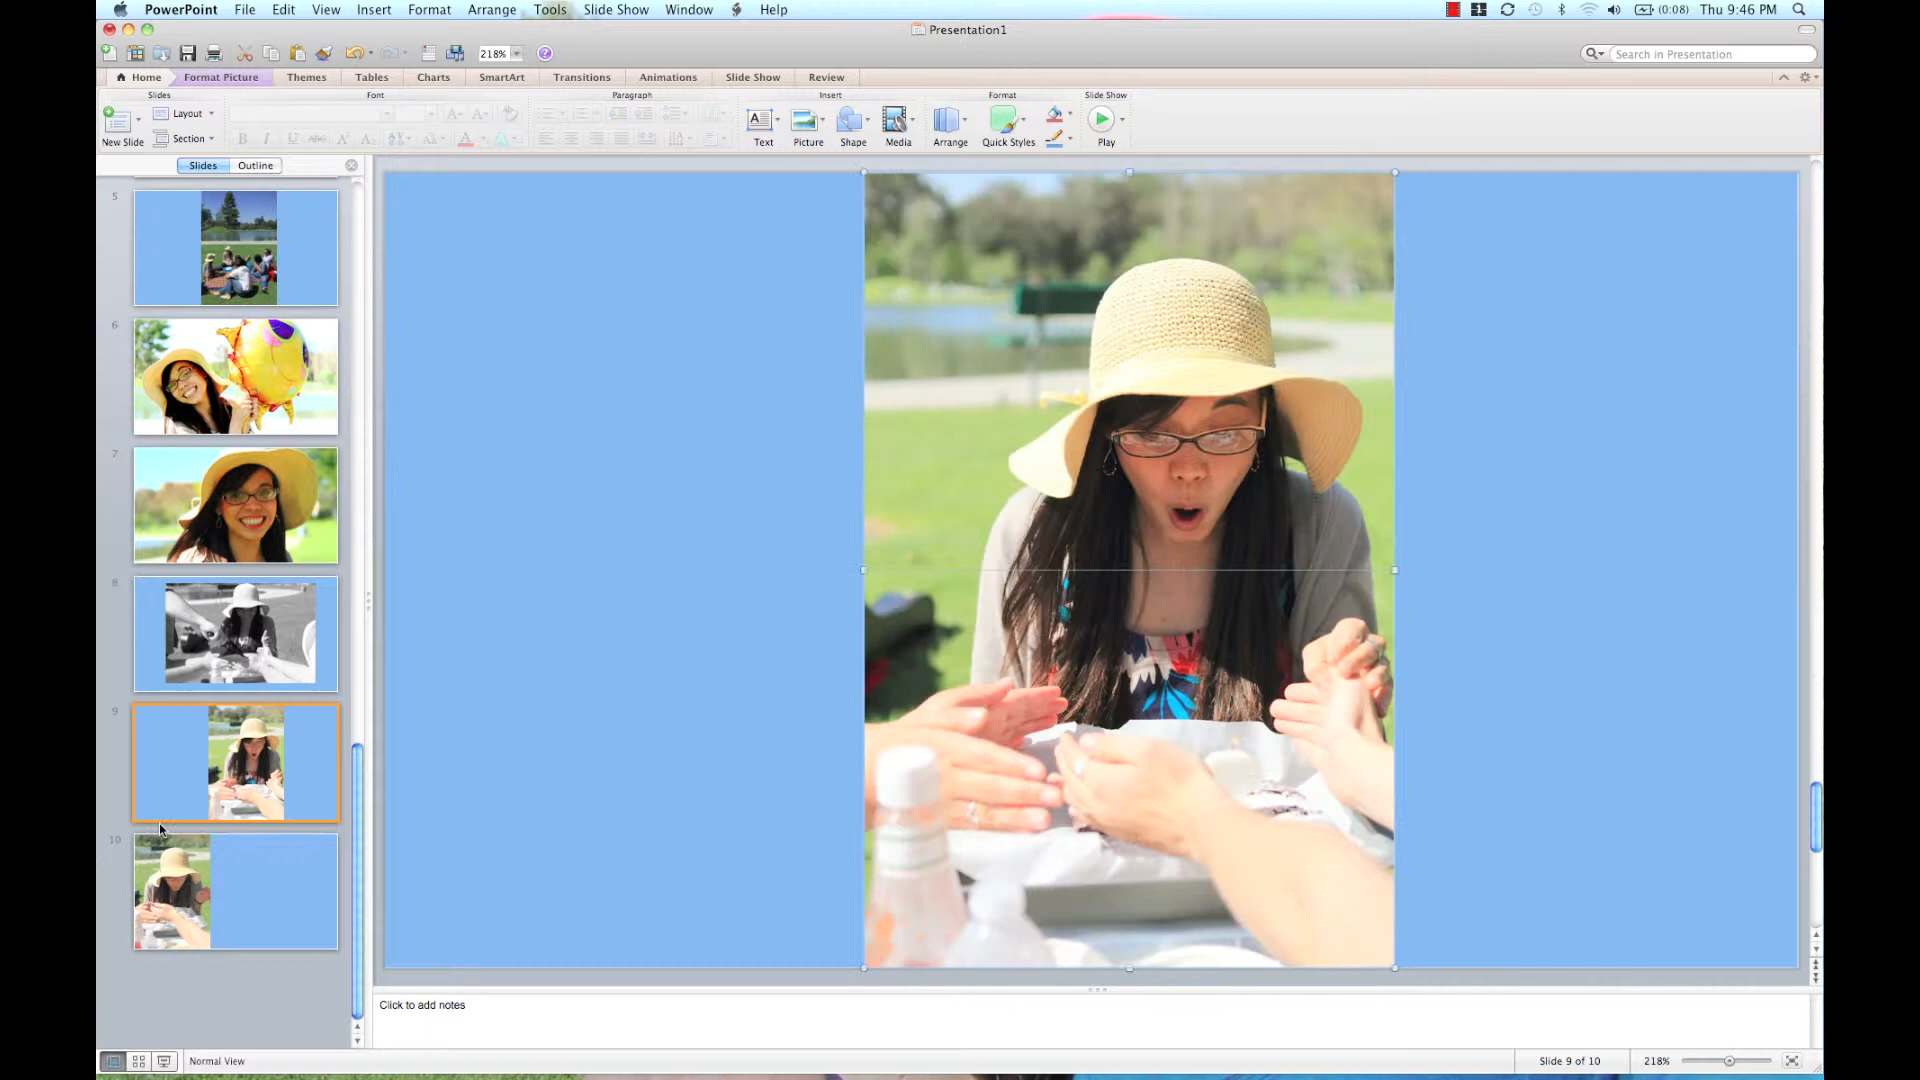 PowerPoint File Edit View Insert Format Arrange Tools Slide Show Window Help (0:08) Thu 9:46 PM
Presentation1
218% Search in Presentation
Home Format Picture Themes Tables Charts SmartArt Transitions Animations Slide Show Review
Slides Font Paragraph Insert Format Slide Show
Layout
Section
New Slide Text Picture Shape Media Arrange Quick Styles Play
Slides Outline
5
6
7
8
9
10
Click to add notes
Normal View Slide 9 of 10 218%